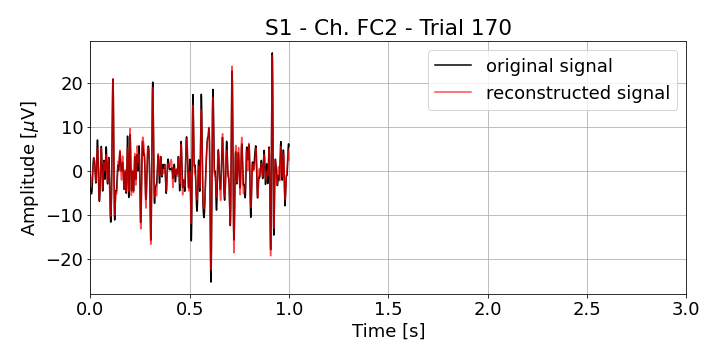 S1 - Ch. FC2 - Trial 170
original signal
reconstructed signal
Amplitude [μV]
20
10
0
−10
−20
0.0 0.5 1.0 1.5 2.0 2.5 3.0
Time [s]